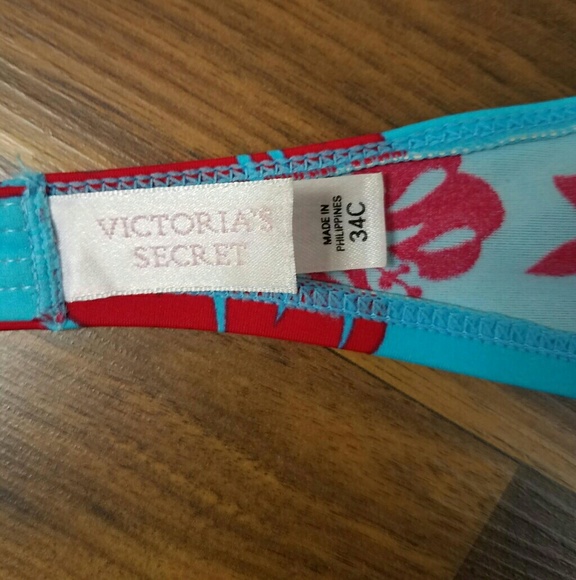 VICTORIA'S
SECRET
MADE IN
PHILIPPINES
34C